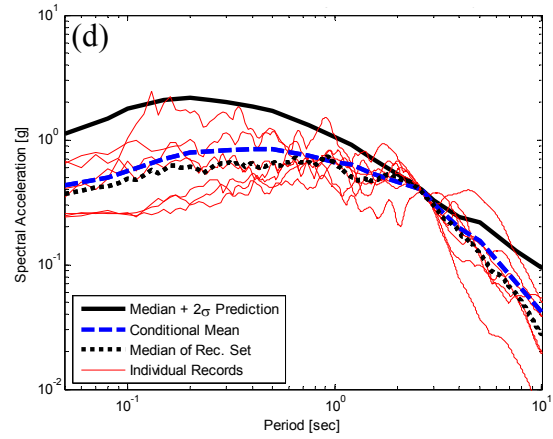 (d)
10^1
10^0
10^-1
10^-2
Spectral Acceleration [g]
Median + 2σ Prediction
Conditional Mean
Median of Rec. Set
Individual Records
10^-1 10^0 10^1
Period [sec]